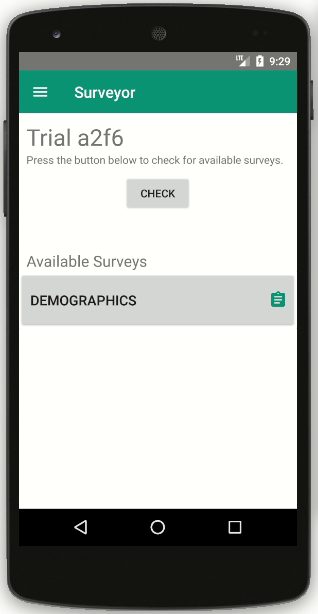 LTE 9:29
Surveyor
Trial a2f6
Press the button below to check for available surveys.
CHECK
Available Surveys
DEMOGRAPHICS